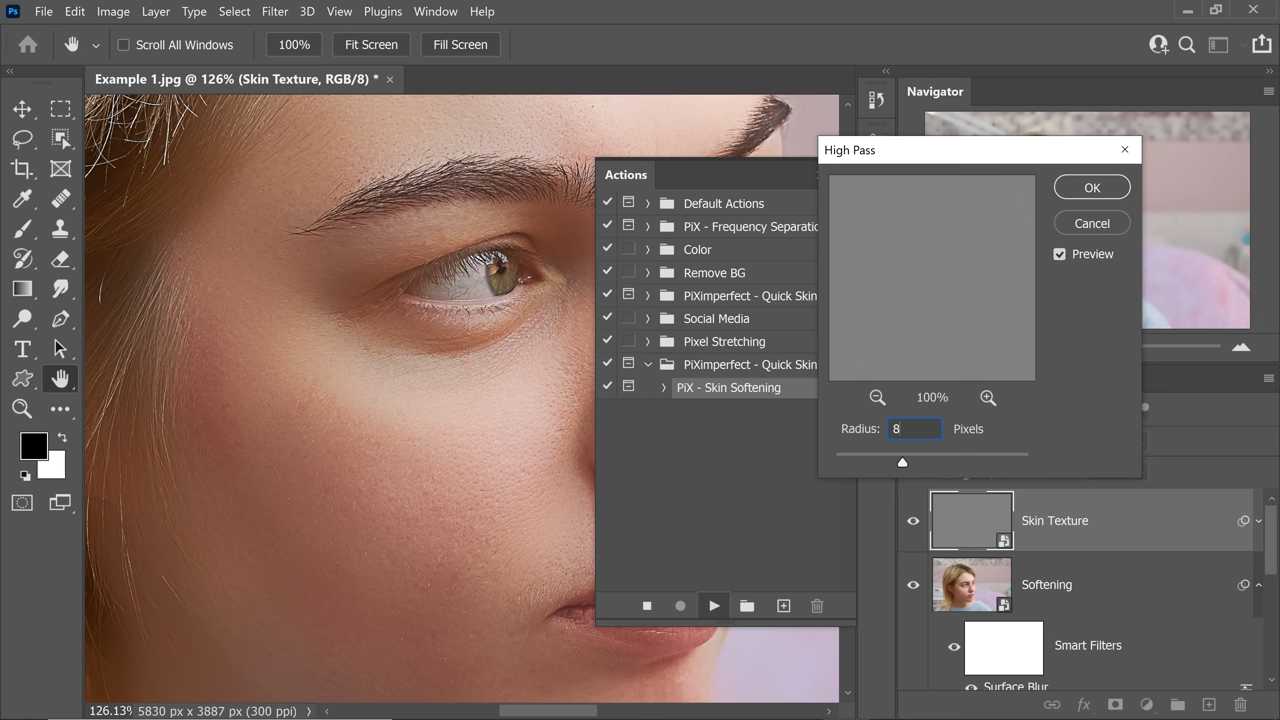 Ps File Edit Image Layer Type Select Filter 3D View Plugins Window Help
Scroll All Windows 100% Fit Screen Fill Screen
Example 1.jpg @ 126% (Skin Texture, RGB/8) *
Navigator
High Pass
OK
Cancel
Preview
100%
Radius: 8 Pixels
Actions
Default Actions
PiX - Frequency Separatio
Color
Remove BG
PiXimperfect - Quick Skin
Social Media
Pixel Stretching
PiXimperfect - Quick Skin
PiX - Skin Softening
Skin Texture
Softening
Smart Filters
Surface Blur
126.13% 5830 px x 3887 px (300 ppi)